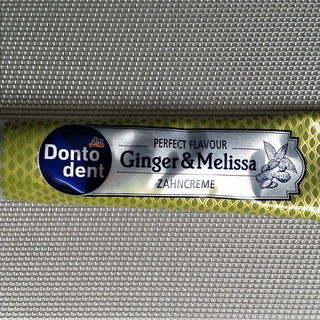 Donto
dent
PERFECT FLAVOUR
Ginger & Melissa
ZAHNCREME